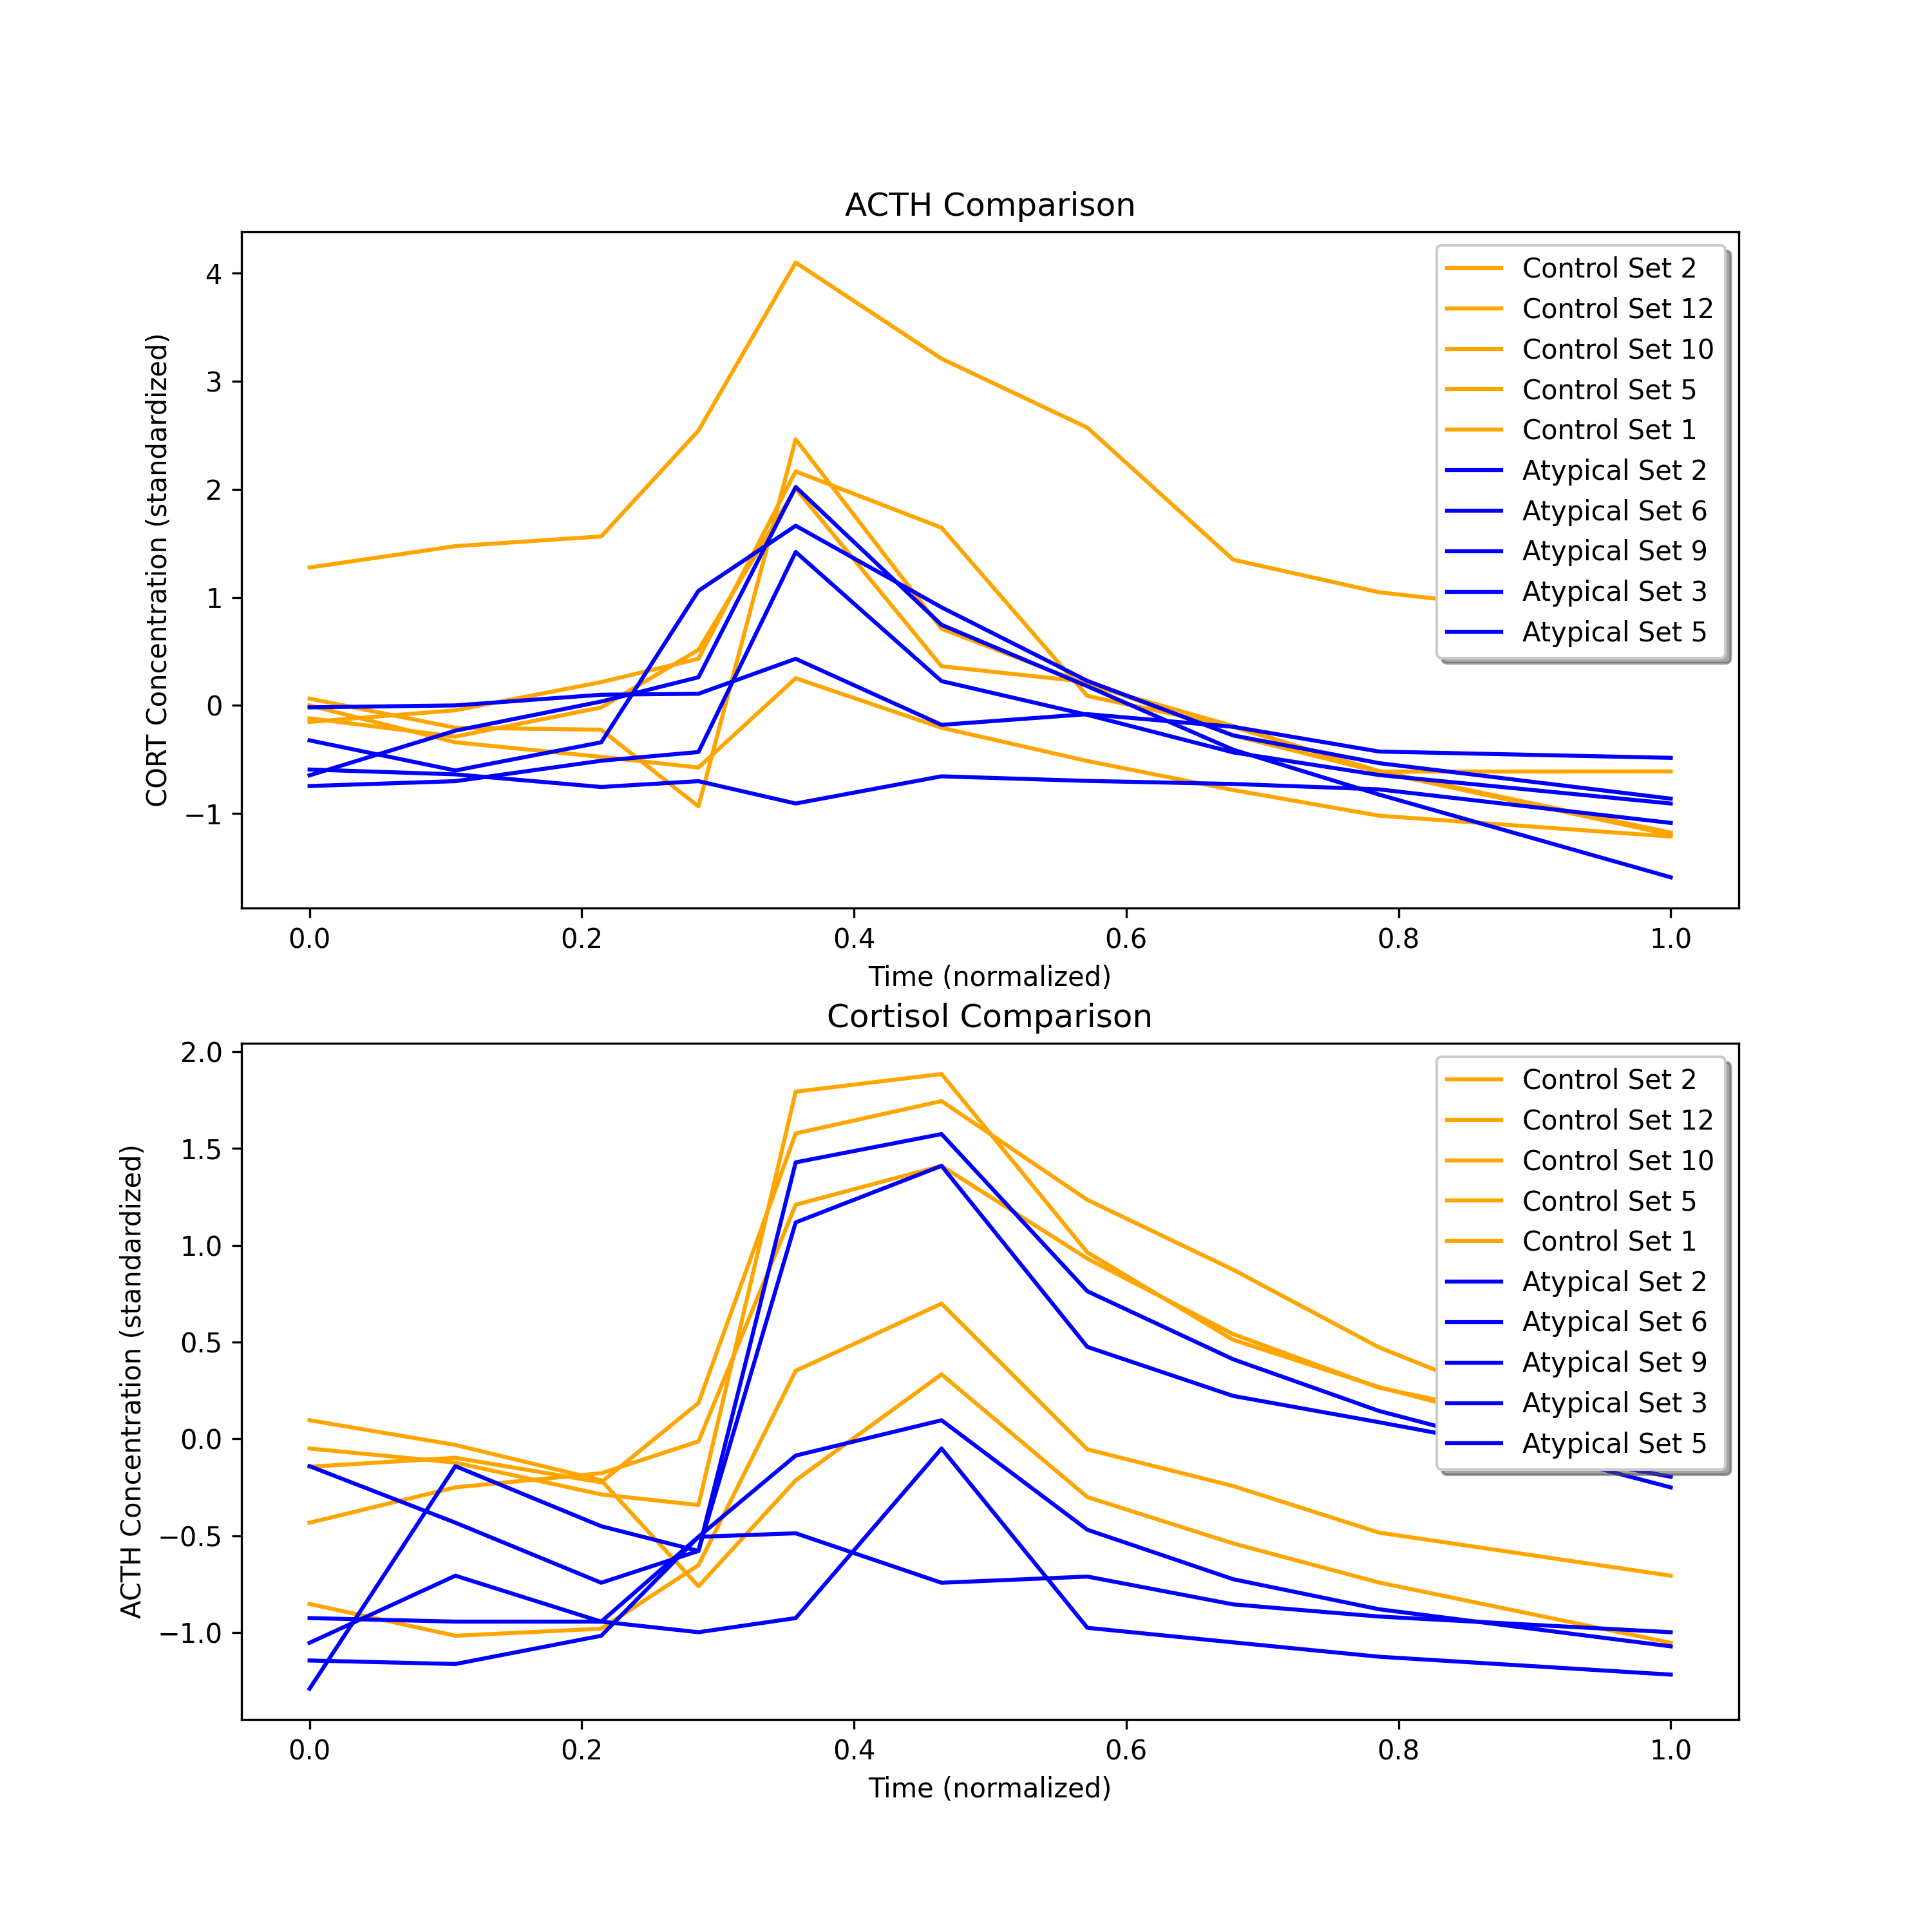 ACTH Comparison
CORT Concentration (standardized)
4
3
2
1
0
−1
0.0 0.2 0.4 0.6 0.8 1.0
Time (normalized)
Control Set 2
Control Set 12
Control Set 10
Control Set 5
Control Set 1
Atypical Set 2
Atypical Set 6
Atypical Set 9
Atypical Set 3
Atypical Set 5
Cortisol Comparison
ACTH Concentration (standardized)
2.0
1.5
1.0
0.5
0.0
−0.5
−1.0
0.0 0.2 0.4 0.6 0.8 1.0
Time (normalized)
Control Set 2
Control Set 12
Control Set 10
Control Set 5
Control Set 1
Atypical Set 2
Atypical Set 6
Atypical Set 9
Atypical Set 3
Atypical Set 5